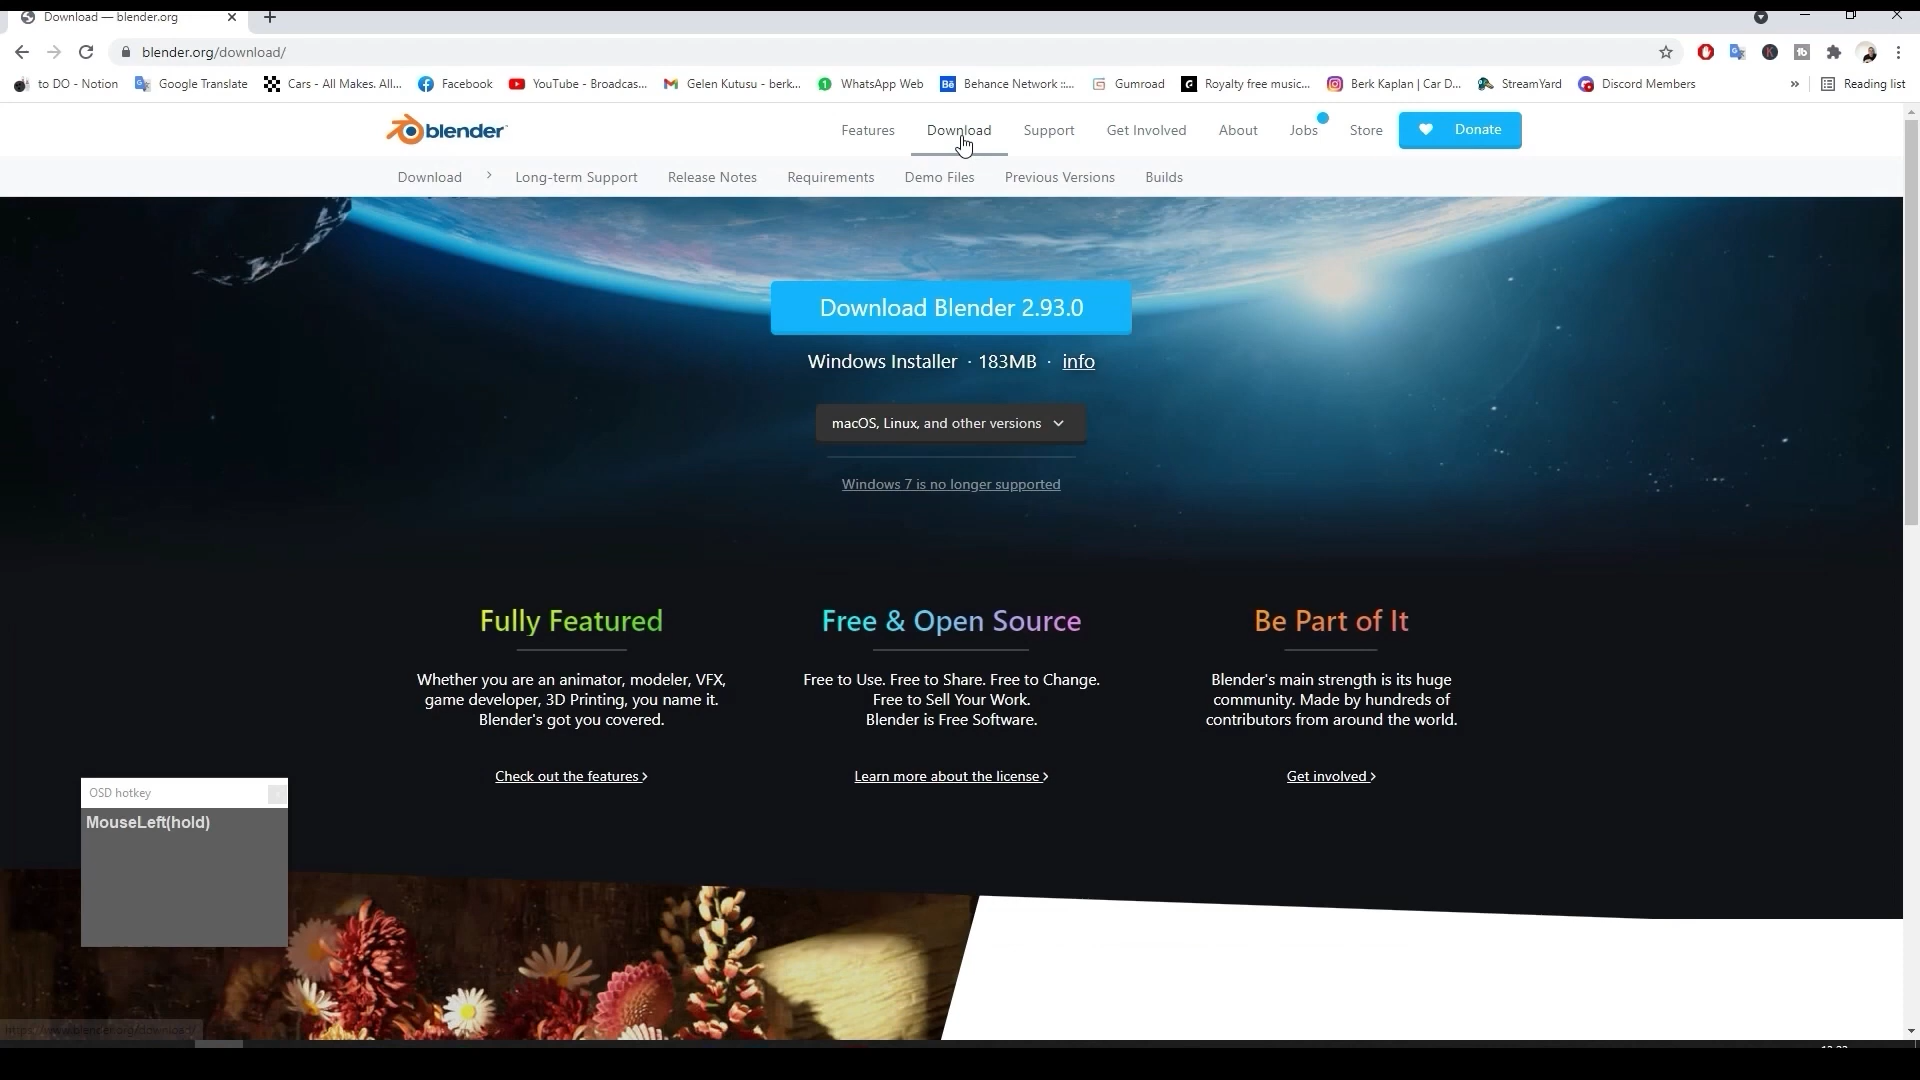 Download — blender.org
blender.org/download/
to DO - Notion
Google Translate
Cars - All Makes. All...
Facebook
YouTube - Broadcas...
Gelen Kutusu - berk...
WhatsApp Web
Behance Network ::...
Gumroad
Royalty free music...
Berk Kaplan | Car D...
StreamYard
Discord Members
»
Reading list
blender
Features
Download
Support
Get Involved
About
Jobs
Store
Donate
Download
Long-term Support
Release Notes
Requirements
Demo Files
Previous Versions
Builds
Download Blender 2.93.0
Windows Installer · 183MB · info
macOS, Linux, and other versions
Windows 7 is no longer supported
Fully Featured
Whether you are an animator, modeler, VFX,
game developer, 3D Printing, you name it.
Blender's got you covered.
Check out the features ›
Free & Open Source
Free to Use. Free to Share. Free to Change.
Free to Sell Your Work.
Blender is Free Software.
Learn more about the license ›
Be Part of It
Blender's main strength is its huge
community. Made by hundreds of
contributors from around the world.
Get involved ›
OSD hotkey
MouseLeft(hold)
https://www.blender.org/download/